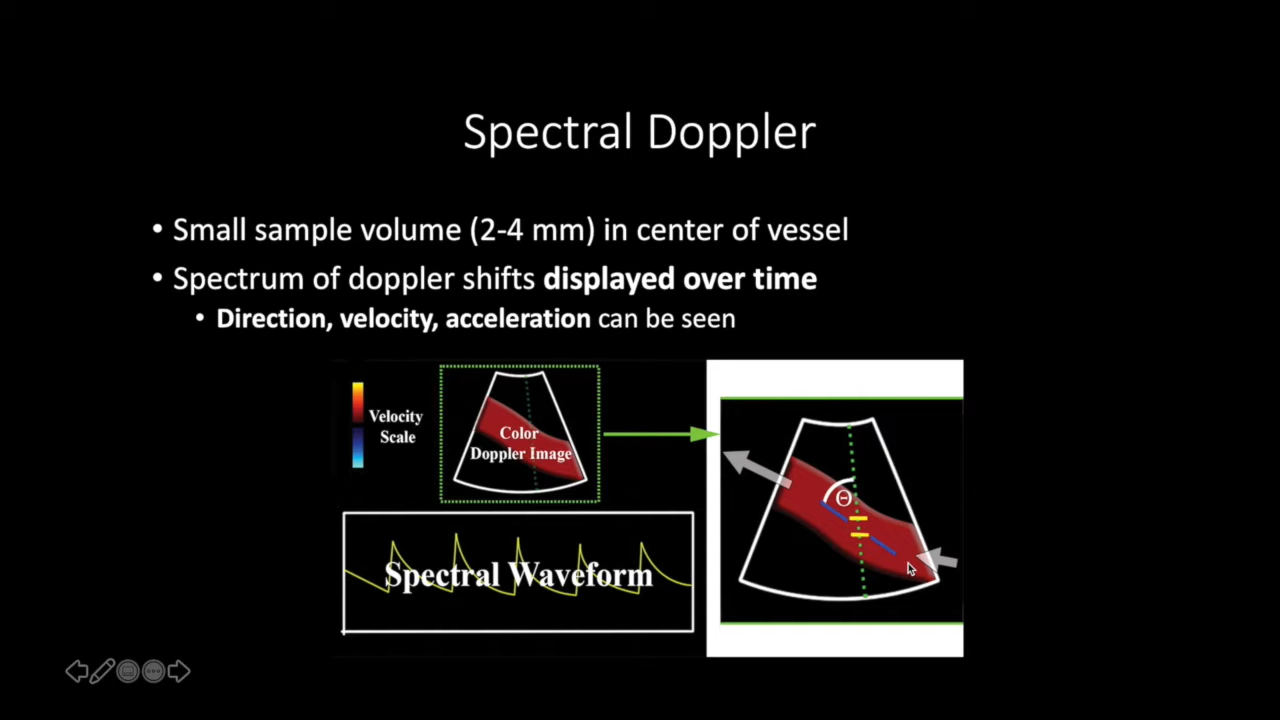 Spectral Doppler
• Small sample volume (2-4 mm) in center of vessel
• Spectrum of doppler shifts displayed over time
• Direction, velocity, acceleration can be seen
Velocity
Scale
Color
Doppler Image
Θ
Spectral Waveform